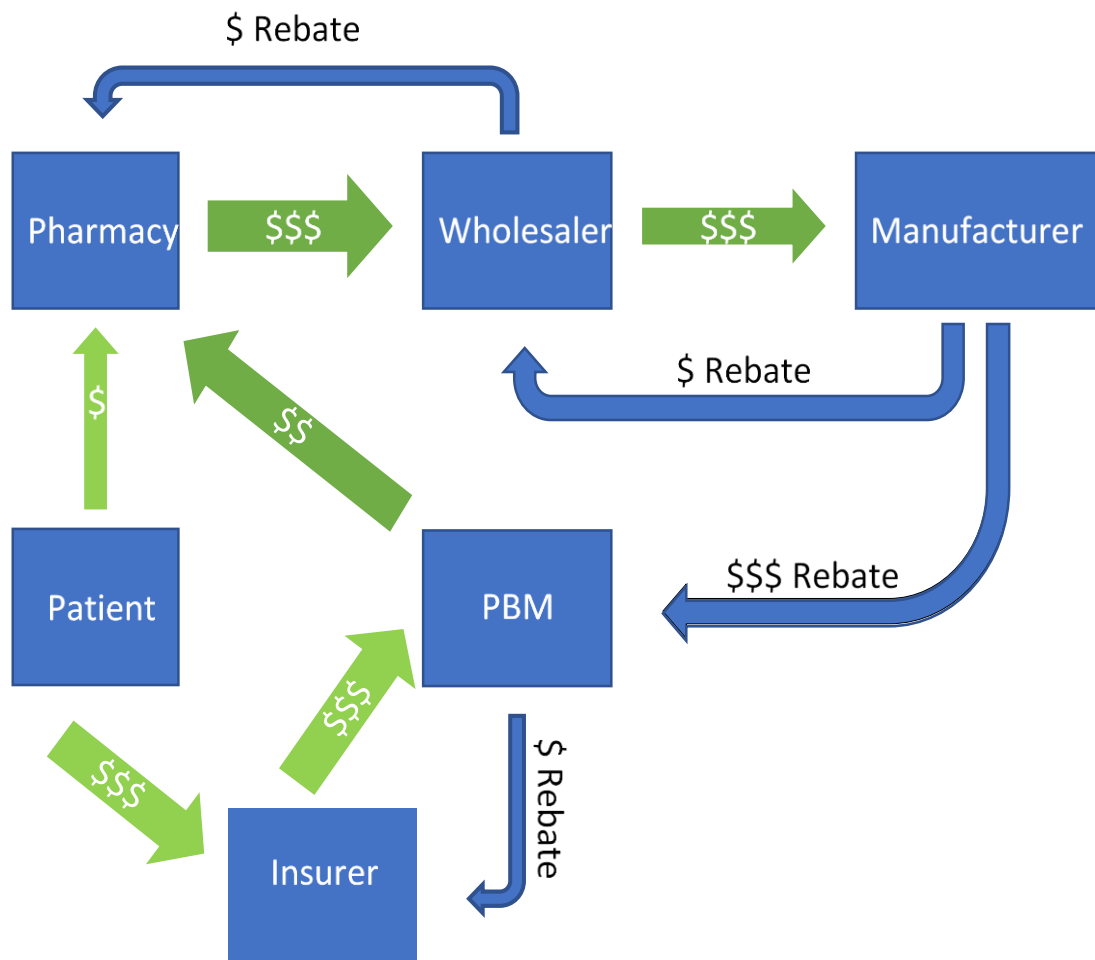 $ Rebate
Pharmacy
$$$
Wholesaler
$$$
Manufacturer
$ Rebate
$
$$
Patient
PBM
$$$ Rebate
$$$
$$$
$ Rebate
Insurer